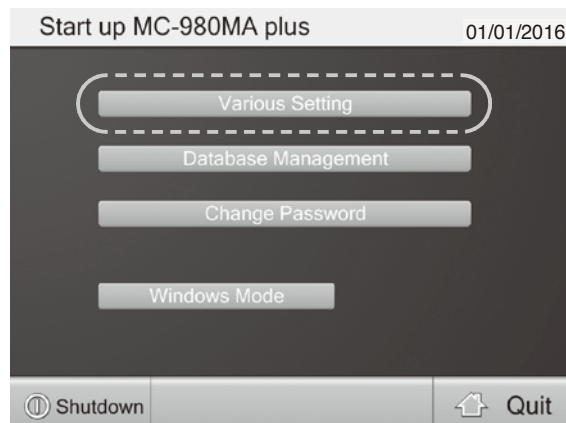 Start up MC-980MA plus
01/01/2016
Various Setting
Database Management
Change Password
Windows Mode
Shutdown
Quit